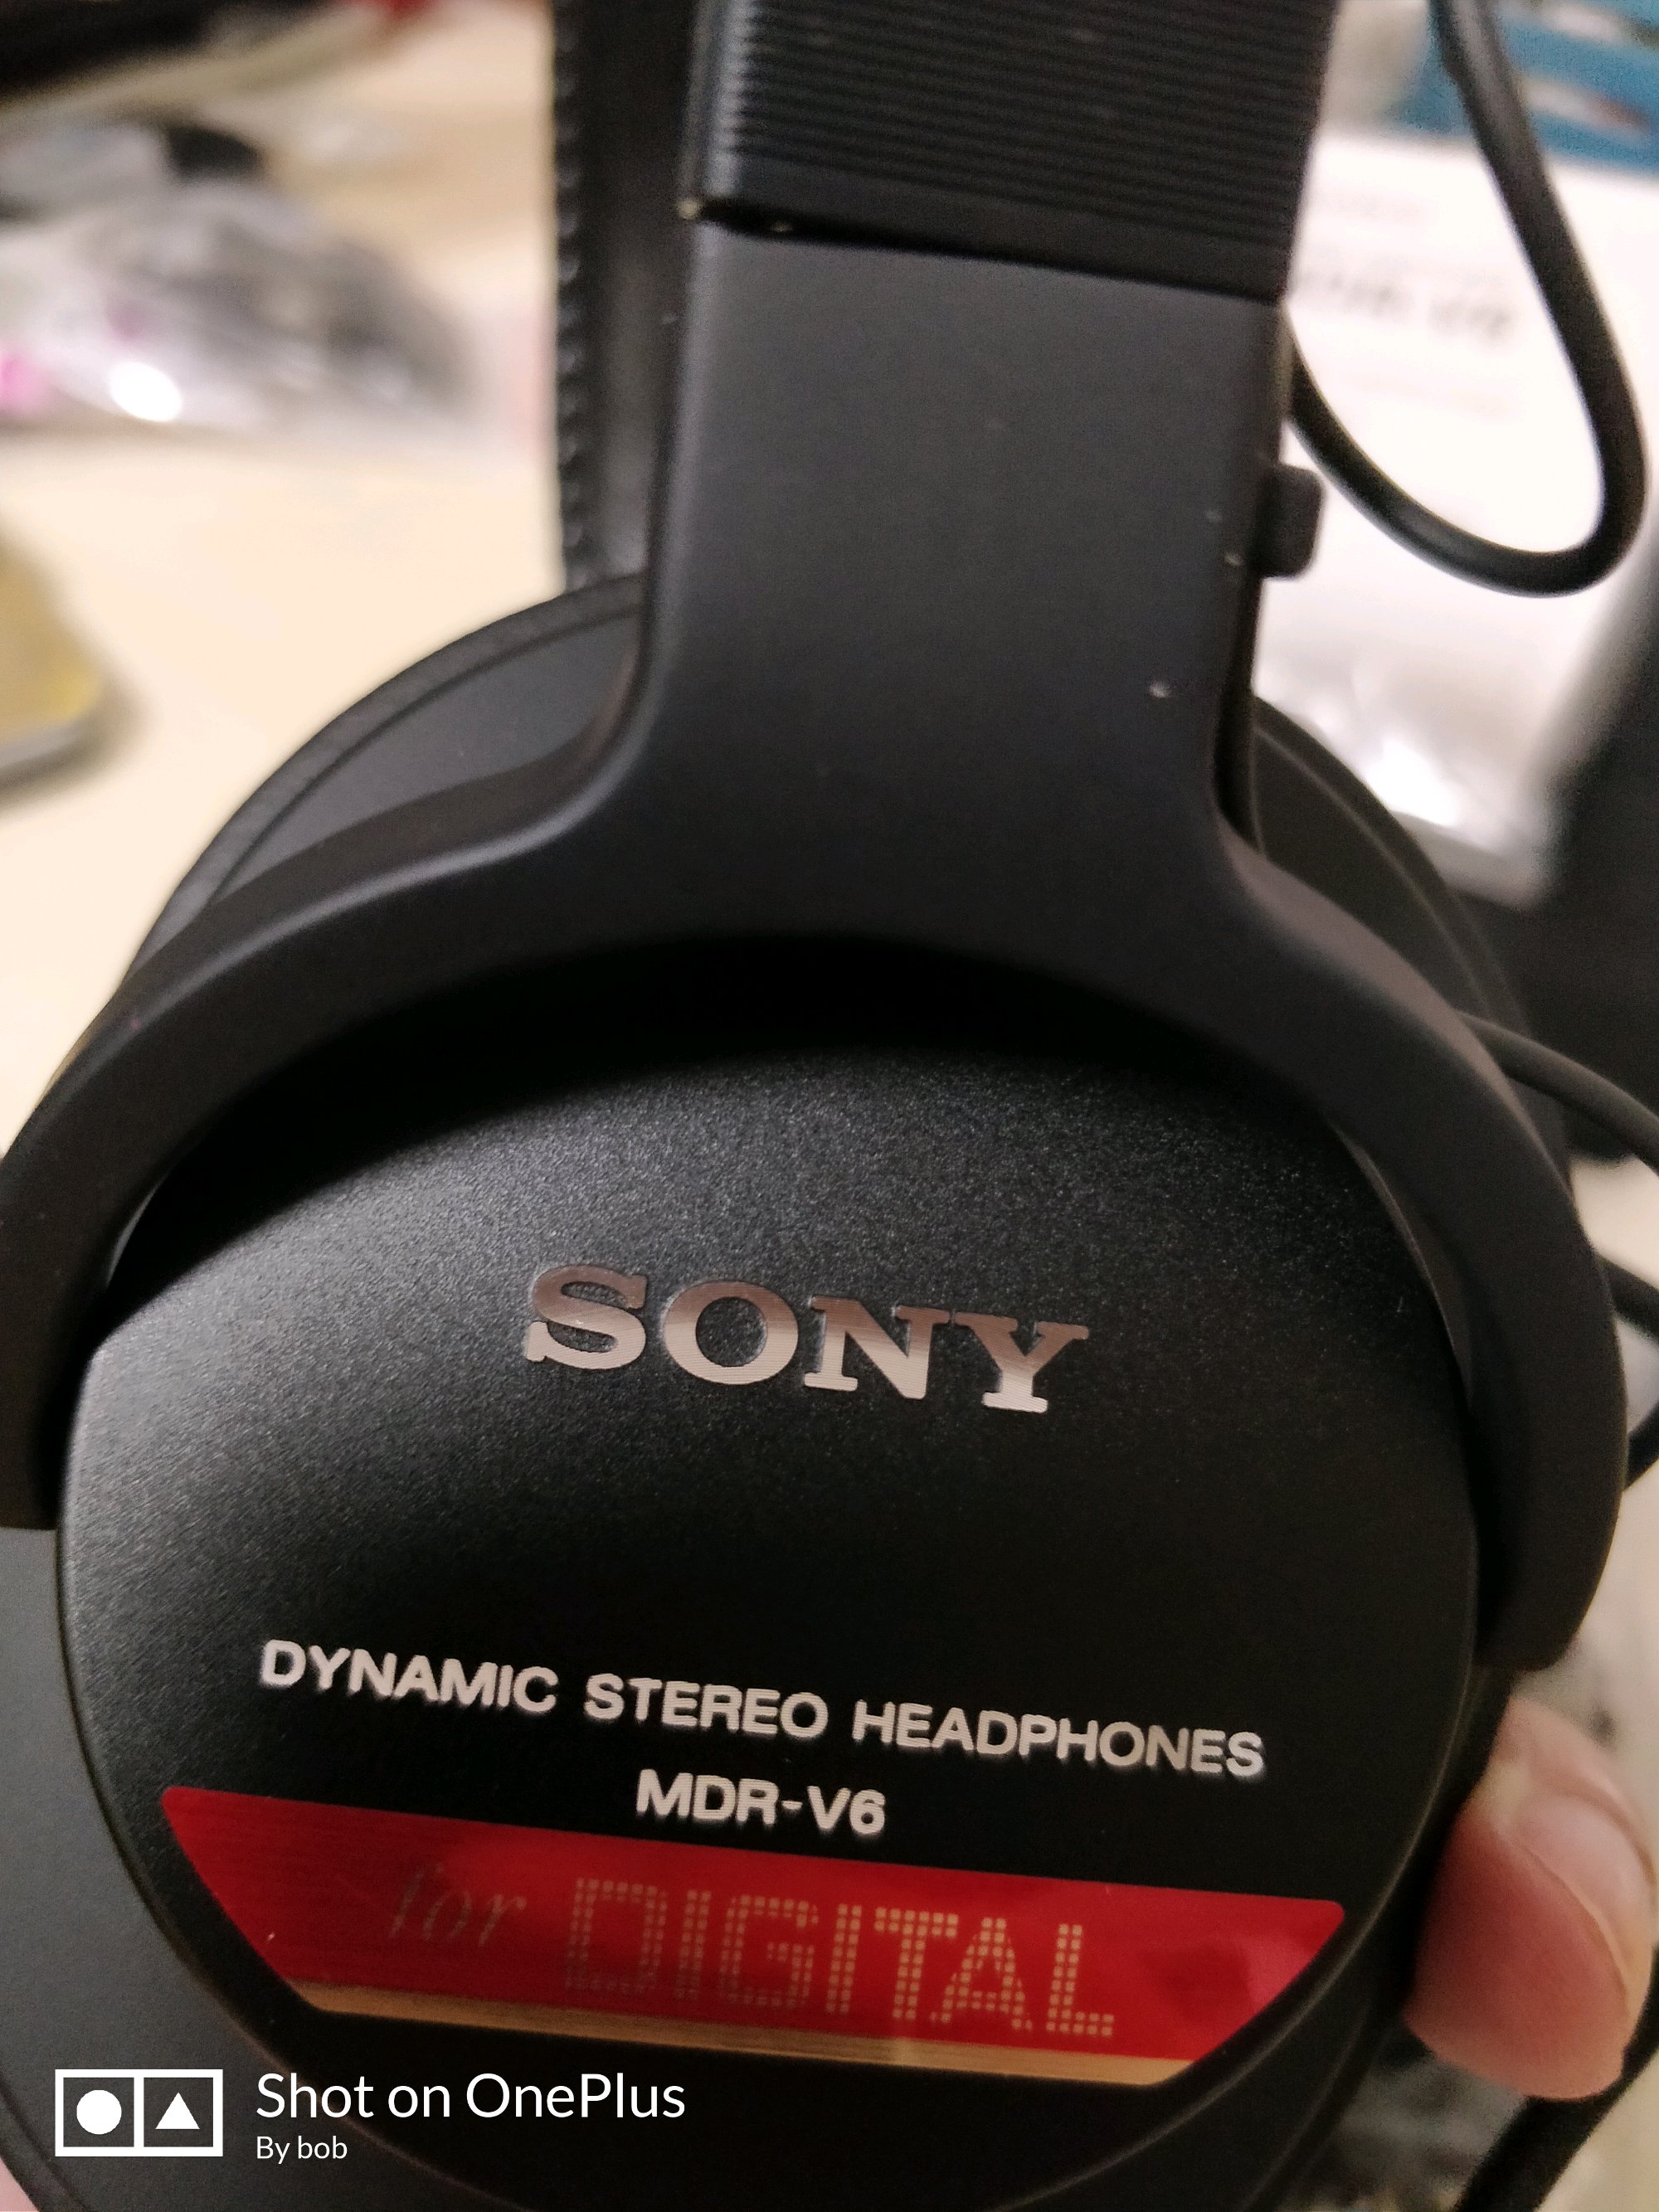 SONY
DYNAMIC STEREO HEADPHONES
MDR-V6
for DIGITAL
Shot on OnePlus
By bob